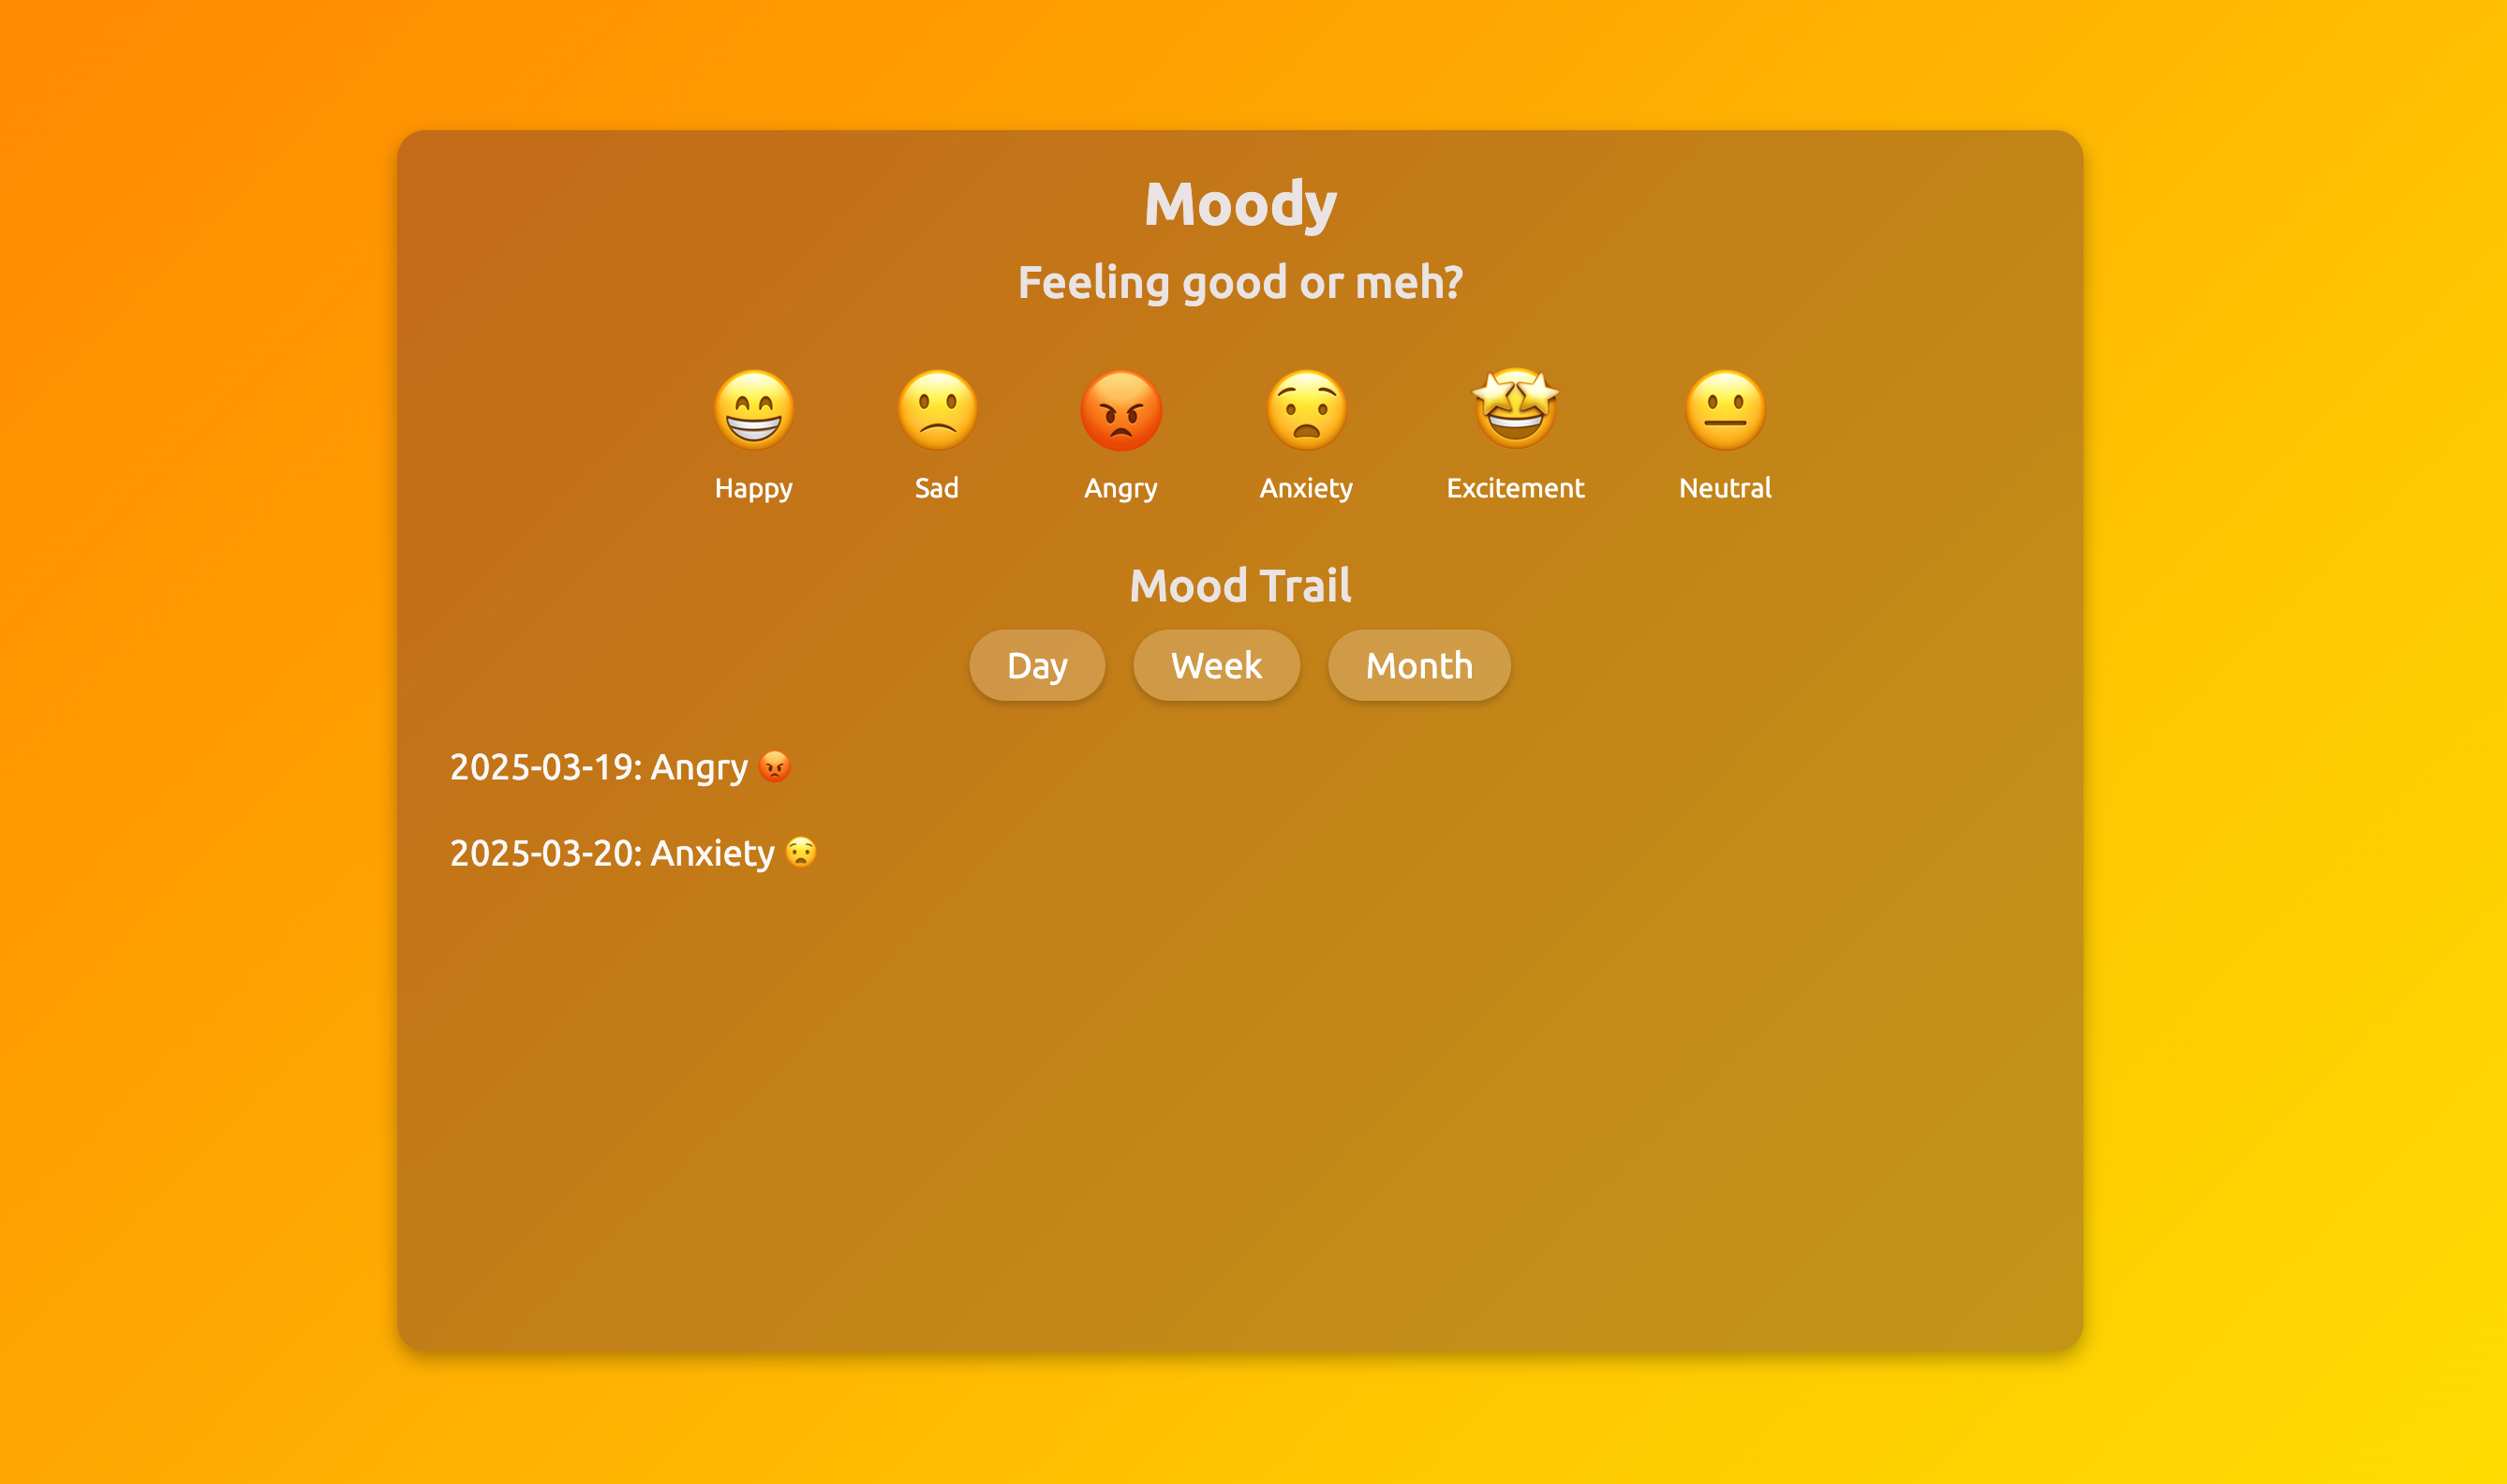 Moody
Feeling good or meh?
Happy Sad Angry Anxiety Excitement Neutral
Mood Trail
Day Week Month
2025-03-19: Angry 😡
2025-03-20: Anxiety 😧